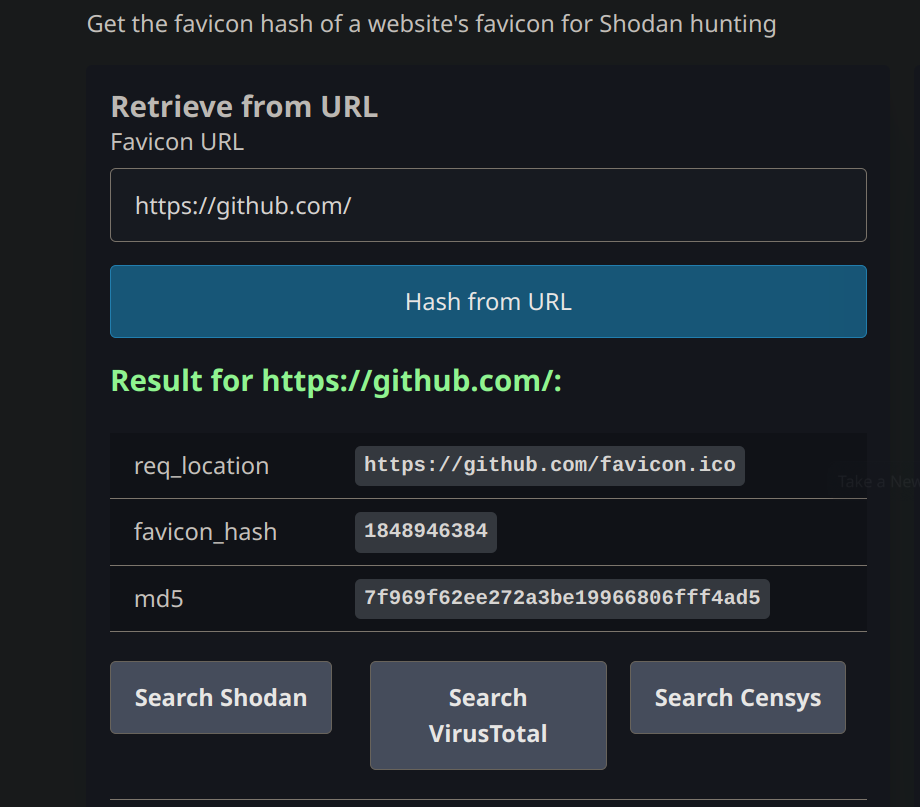 Get the favicon hash of a website's favicon for Shodan hunting
Retrieve from URL
Favicon URL
https://github.com/
Hash from URL
Result for https://github.com/:
req_location https://github.com/favicon.ico
Take a New
favicon_hash 1848946384
md5 7f969f62ee272a3be19966806fff4ad5
Search Shodan
Search
VirusTotal
Search Censys